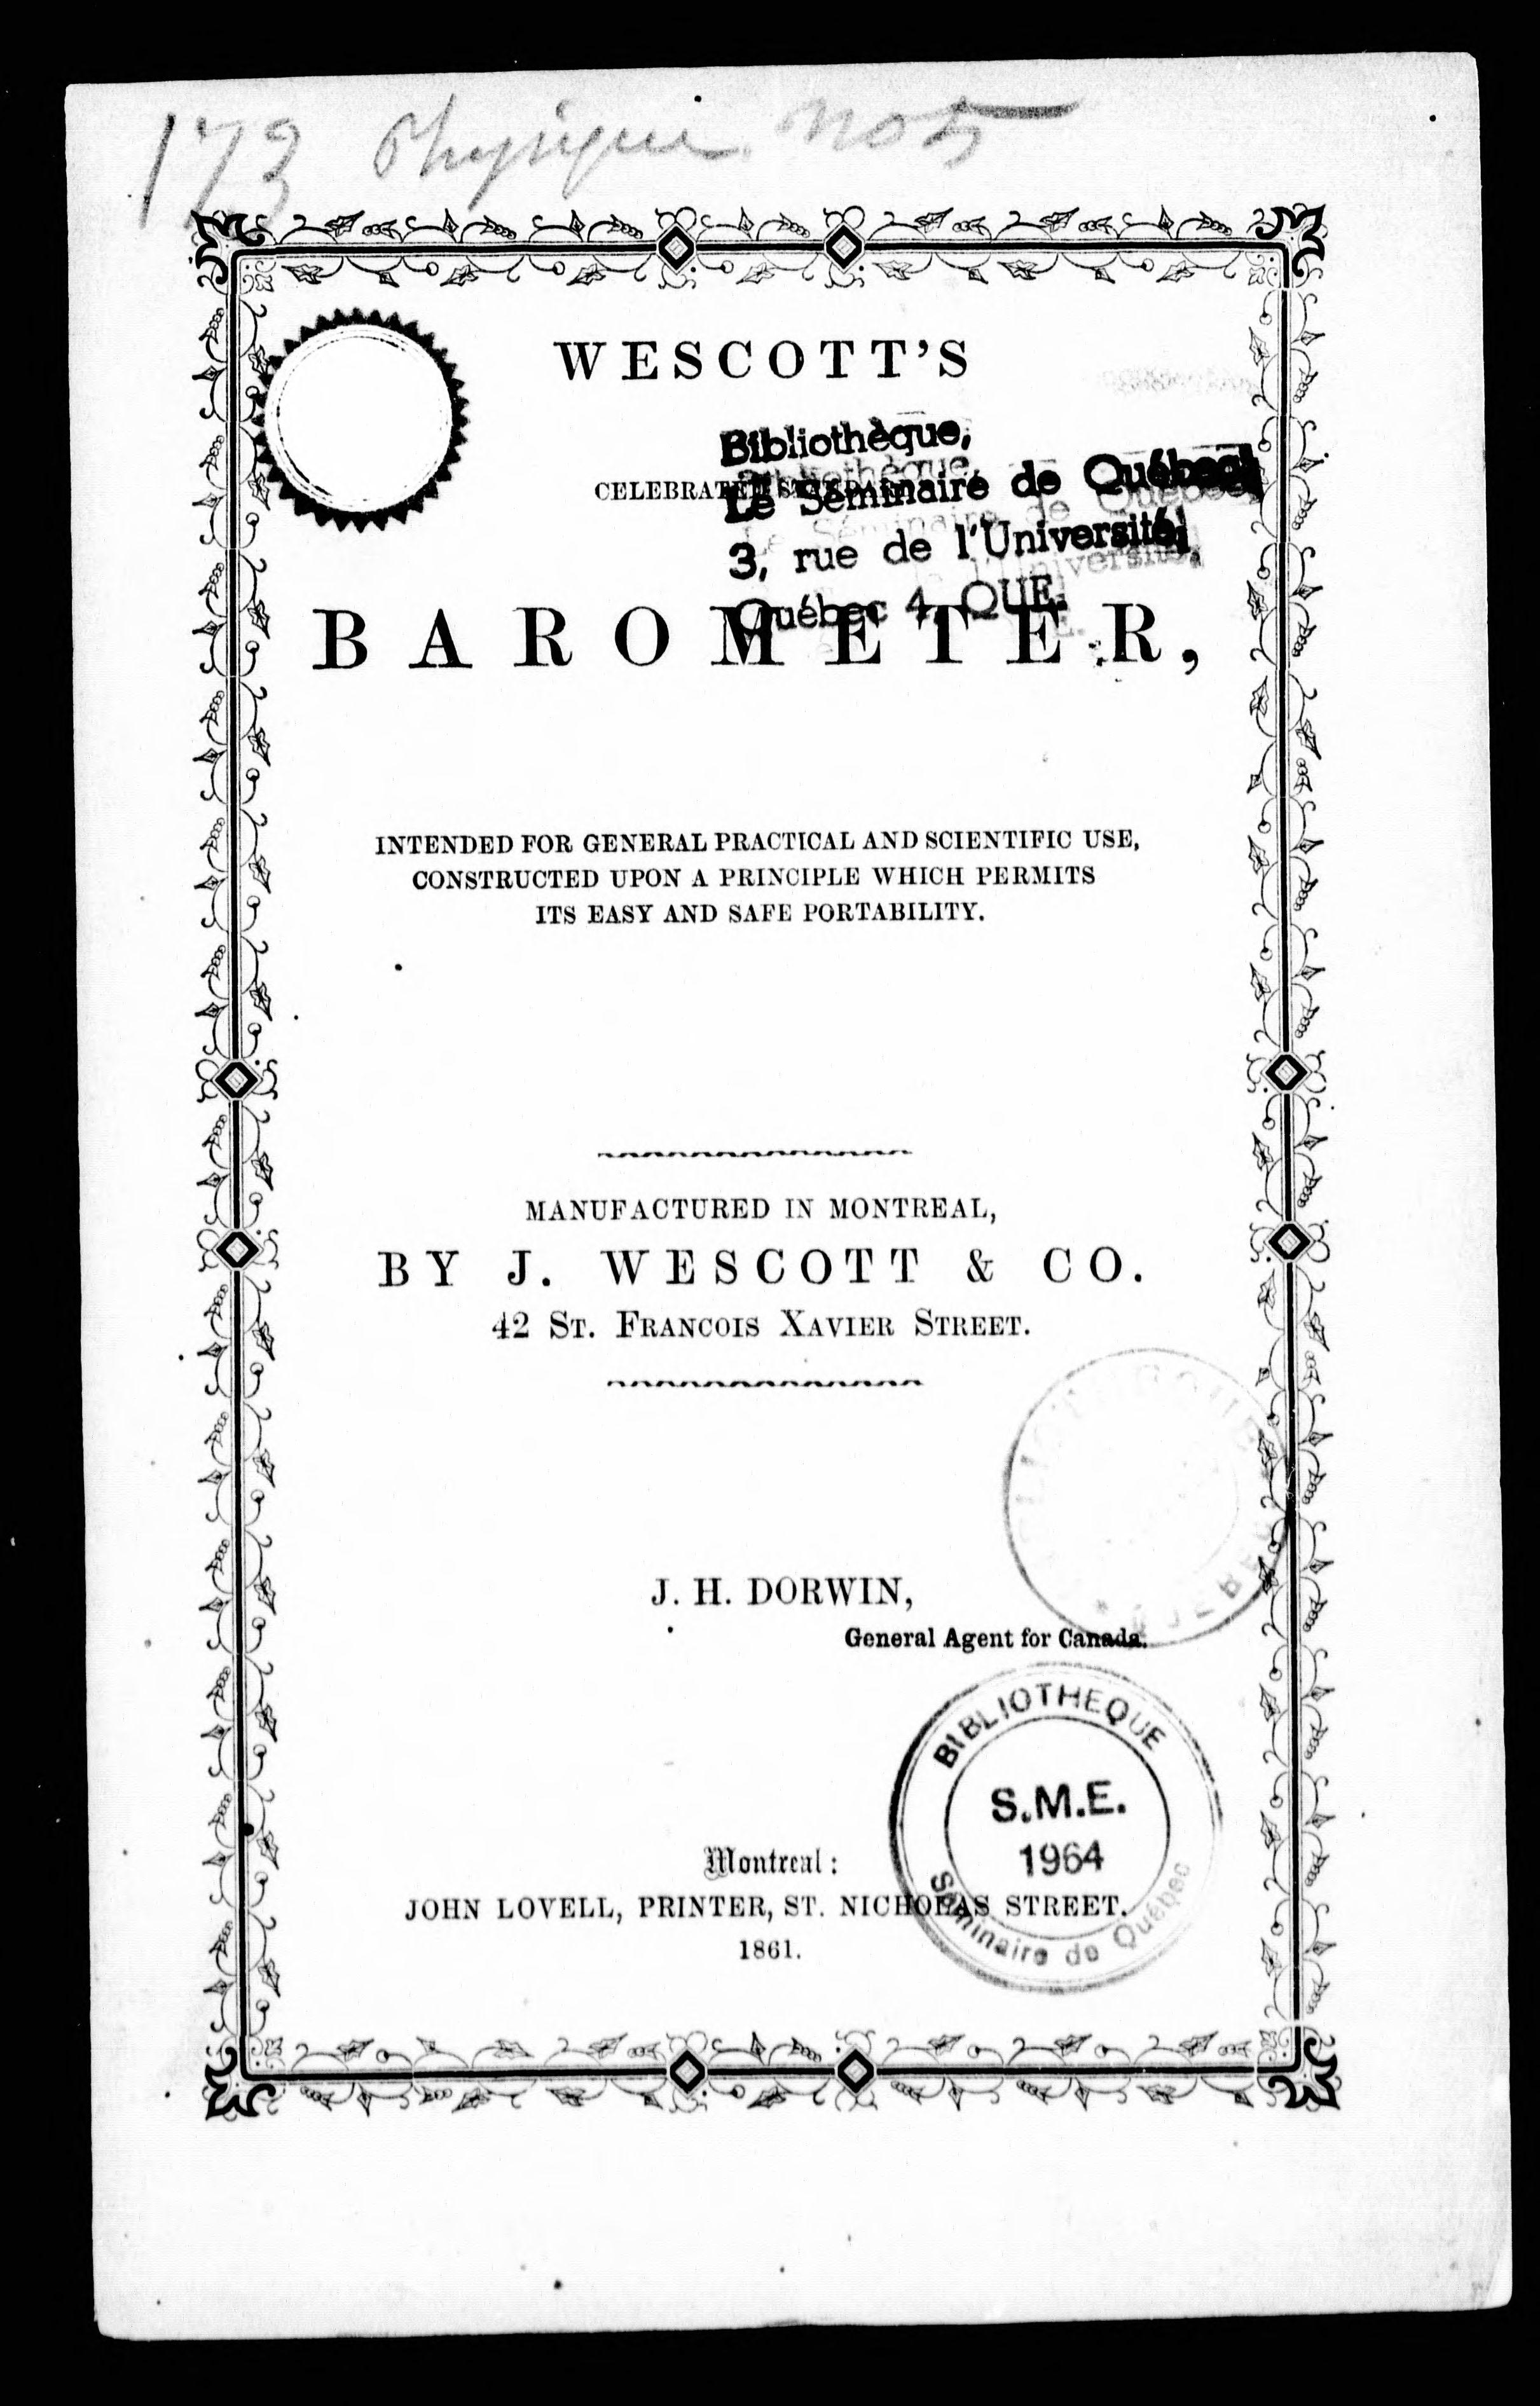 173 Physique No 5
WESCOTT'S
Bibliothèque,
CELEBRATED
Le Séminaire de Québec,
3, rue de l'Université,
Québec 4, QUE.
BAROMETER,
INTENDED FOR GENERAL PRACTICAL AND SCIENTIFIC USE,
CONSTRUCTED UPON A PRINCIPLE WHICH PERMITS
ITS EASY AND SAFE PORTABILITY.
MANUFACTURED IN MONTREAL,
BY J. WESCOTT & CO.
42 ST. FRANCOIS XAVIER STREET.
J. H. DORWIN,
General Agent for Canada.
BIBLIOTHEQUE
S.M.E.
1964
Séminaire de Québec
Montreal:
JOHN LOVELL, PRINTER, ST. NICHOLAS STREET.
1861.